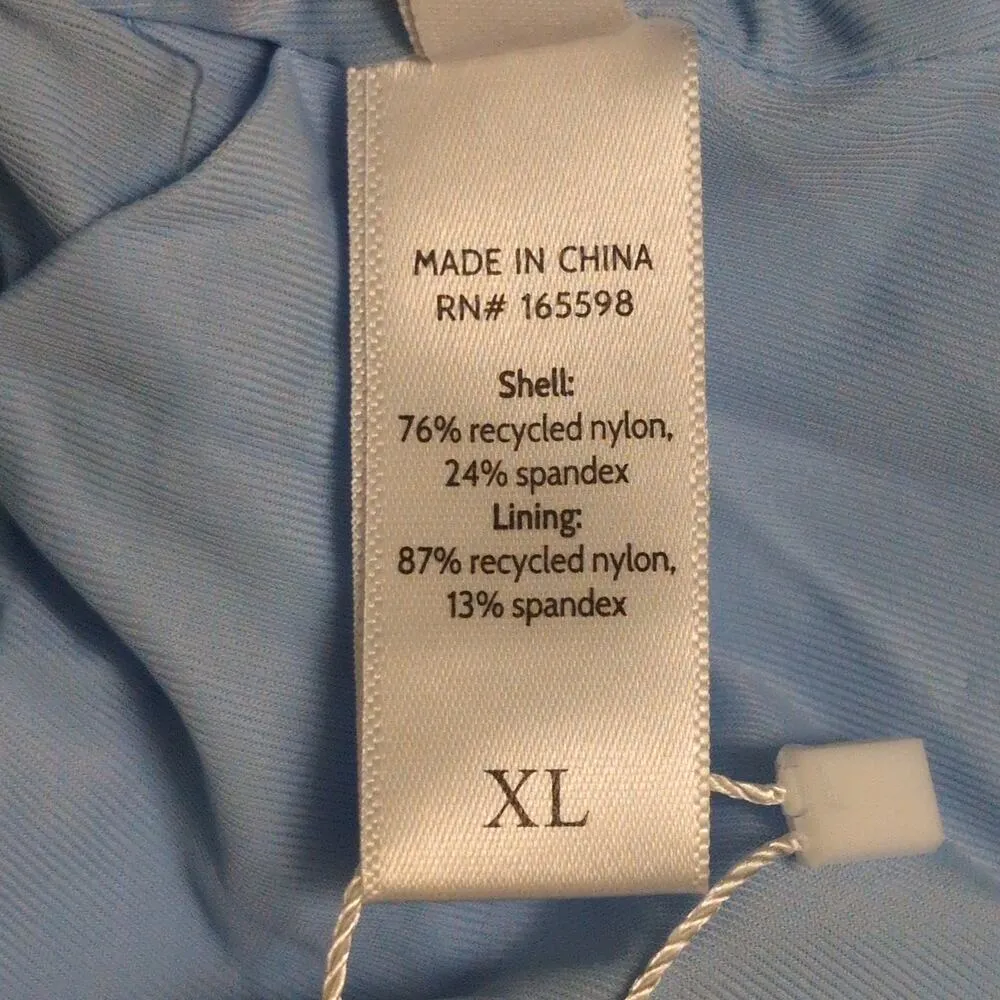 MADE IN CHINA
RN# 165598
Shell:
76% recycled nylon,
24% spandex
Lining:
87% recycled nylon,
13% spandex
XL